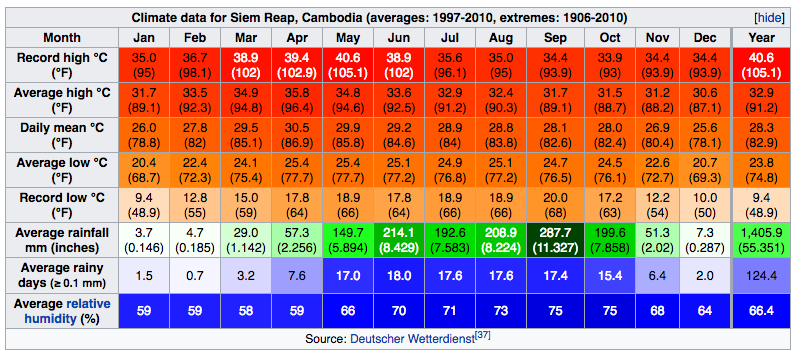 Climate data for Siem Reap, Cambodia (averages: 1997-2010, extremes: 1906-2010) [hide]
Month Jan Feb Mar Apr May Jun Jul Aug Sep Oct Nov Dec Year
Record high °C 35.0 36.7 38.9 39.4 40.6 38.9 35.6 35.0 34.4 33.9 34.4 34.4 40.6
(°F) (95) (98.1) (102) (102.9) (105.1) (102) (96.1) (95) (93.9) (93) (93.9) (93.9) (105.1)
Average high °C 31.7 33.5 34.9 35.8 34.8 33.6 32.9 32.4 31.7 31.5 31.2 30.6 32.9
(°F) (89.1) (92.3) (94.8) (96.4) (94.6) (92.5) (91.2) (90.3) (89.1) (88.7) (88.2) (87.1) (91.2)
Daily mean °C 26.0 27.8 29.5 30.5 29.9 29.2 28.9 28.8 28.1 28.0 26.9 25.6 28.3
(°F) (78.8) (82) (85.1) (86.9) (85.8) (84.6) (84) (83.8) (82.6) (82.4) (80.4) (78.1) (82.9)
Average low °C 20.4 22.4 24.1 25.4 25.4 25.1 24.9 25.1 24.7 24.5 22.6 20.7 23.8
(°F) (68.7) (72.3) (75.4) (77.7) (77.7) (77.2) (76.8) (77.2) (76.5) (76.1) (72.7) (69.3) (74.8)
Record low °C 9.4 12.8 15.0 17.8 18.9 17.8 18.9 18.9 20.0 17.2 12.2 10.0 9.4
(°F) (48.9) (55) (59) (64) (66) (64) (66) (66) (68) (63) (54) (50) (48.9)
Average rainfall 3.7 4.7 29.0 57.3 149.7 214.1 192.6 208.9 287.7 199.6 51.3 7.3 1,405.9
mm (inches) (0.146) (0.185) (1.142) (2.256) (5.894) (8.429) (7.583) (8.224) (11.327) (7.858) (2.02) (0.287) (55.351)
Average rainy
days (≥ 0.1 mm) 1.5 0.7 3.2 7.6 17.0 18.0 17.6 17.6 17.4 15.4 6.4 2.0 124.4
Average relative
humidity (%) 59 59 58 59 66 70 71 73 75 75 68 64 66.4
Source: Deutscher Wetterdienst[37]